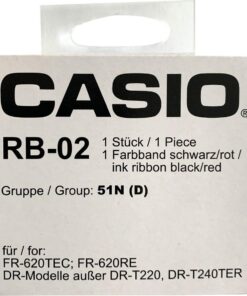 CASIO®
RB-02
1 Stück / 1 Piece
1 Farbband schwarz/rot /
ink ribbon black/red
Gruppe / Group: 51N (D)
für / for:
FR-620TEC; FR-620RE
DR-Modelle außer DR-T220, DR-T240TER